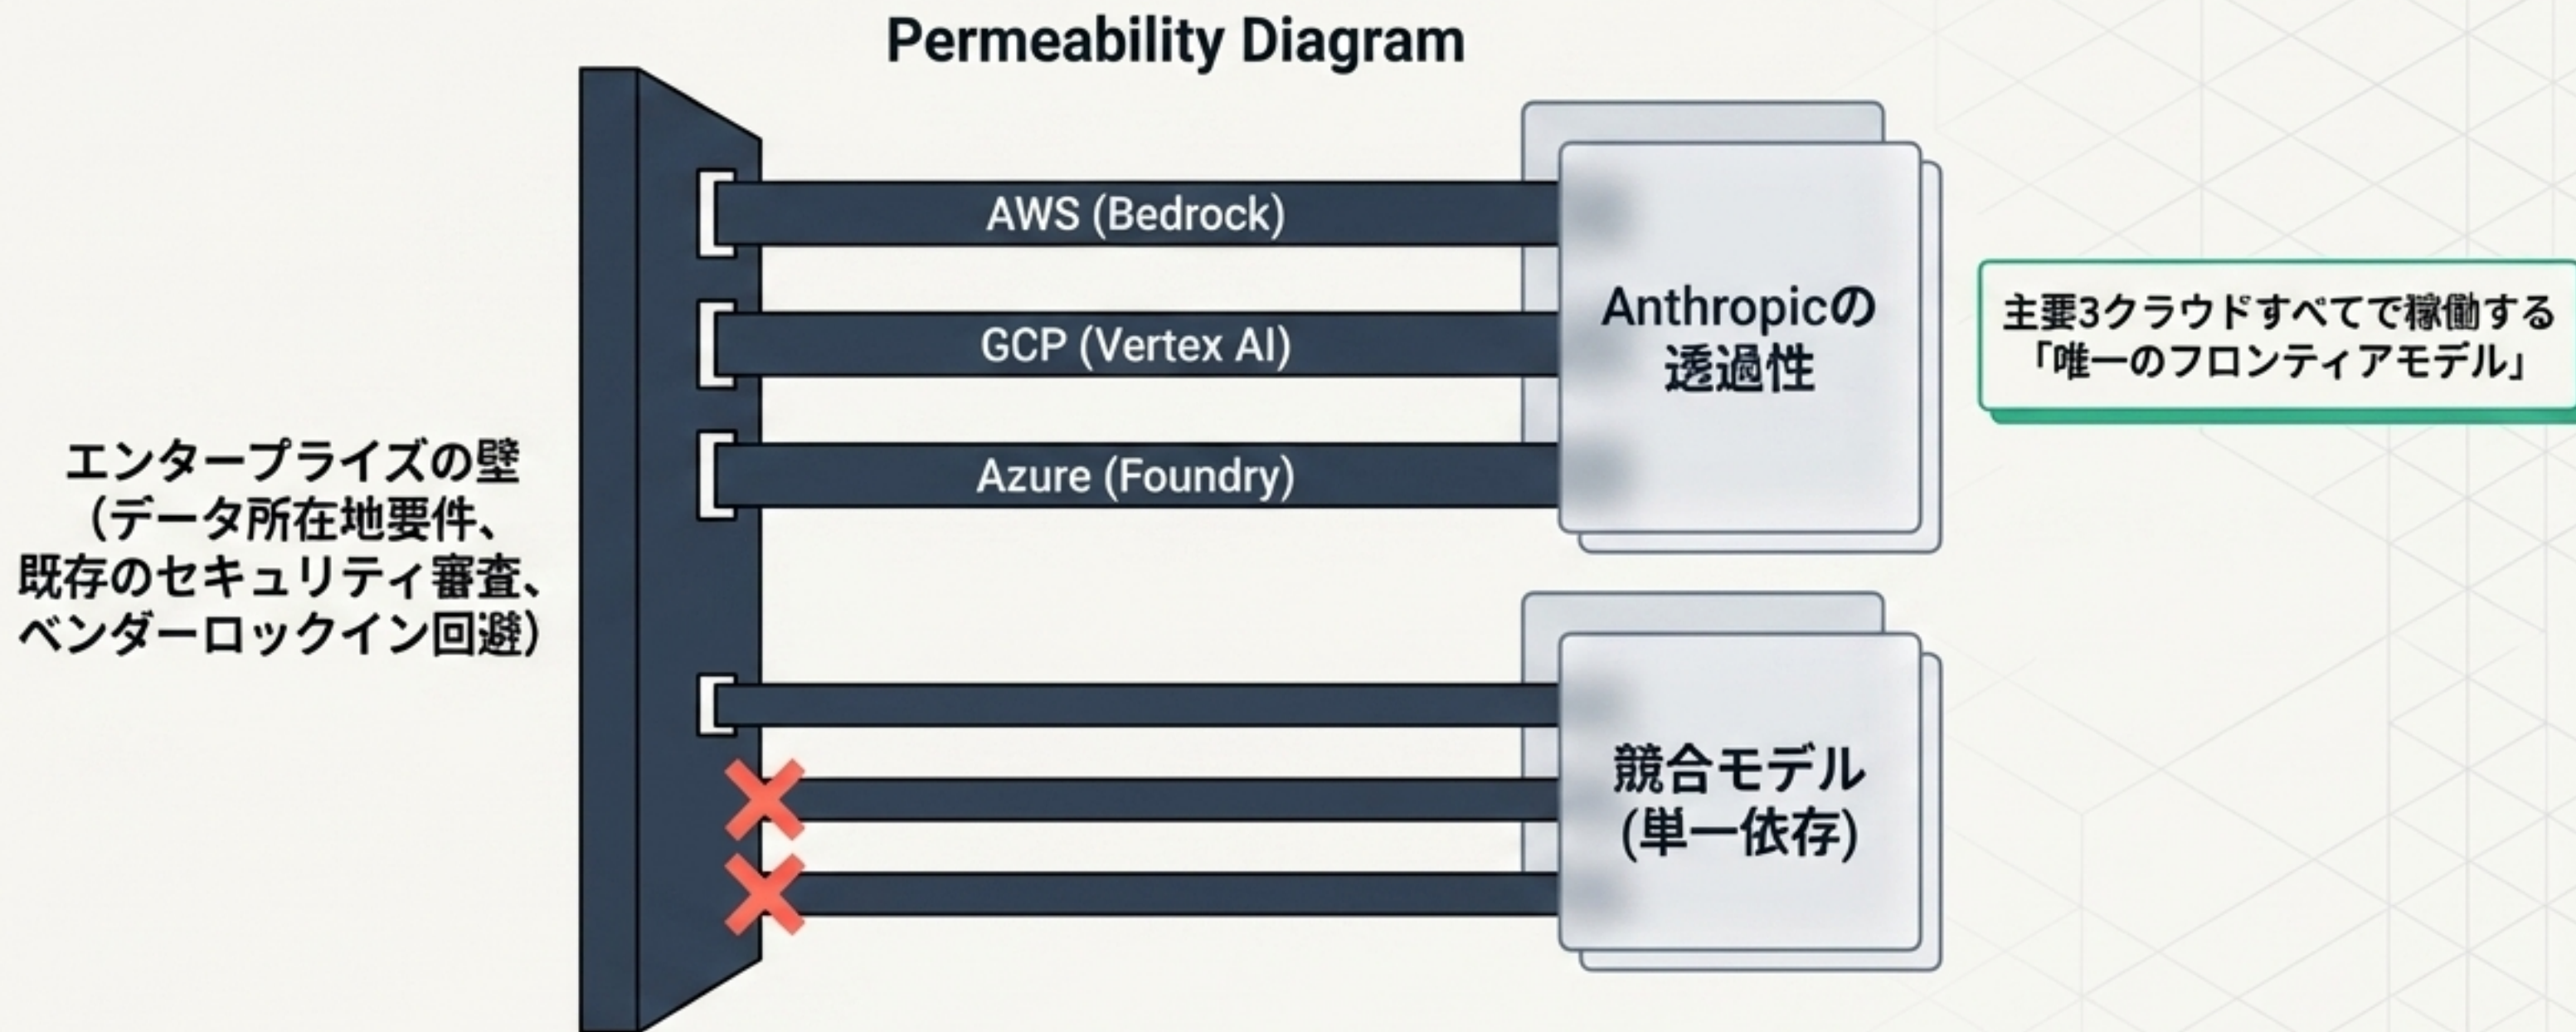 Permeability Diagram
エンタープライズの壁
（データ所在地要件、
既存のセキュリティ審査、
ベンダーロックイン回避）
AWS (Bedrock)
GCP (Vertex AI)
Azure (Foundry)
Anthropicの
透過性
主要3クラウドすべてで稼働する
「唯一のフロンティアモデル」
競合モデル
(単一依存)